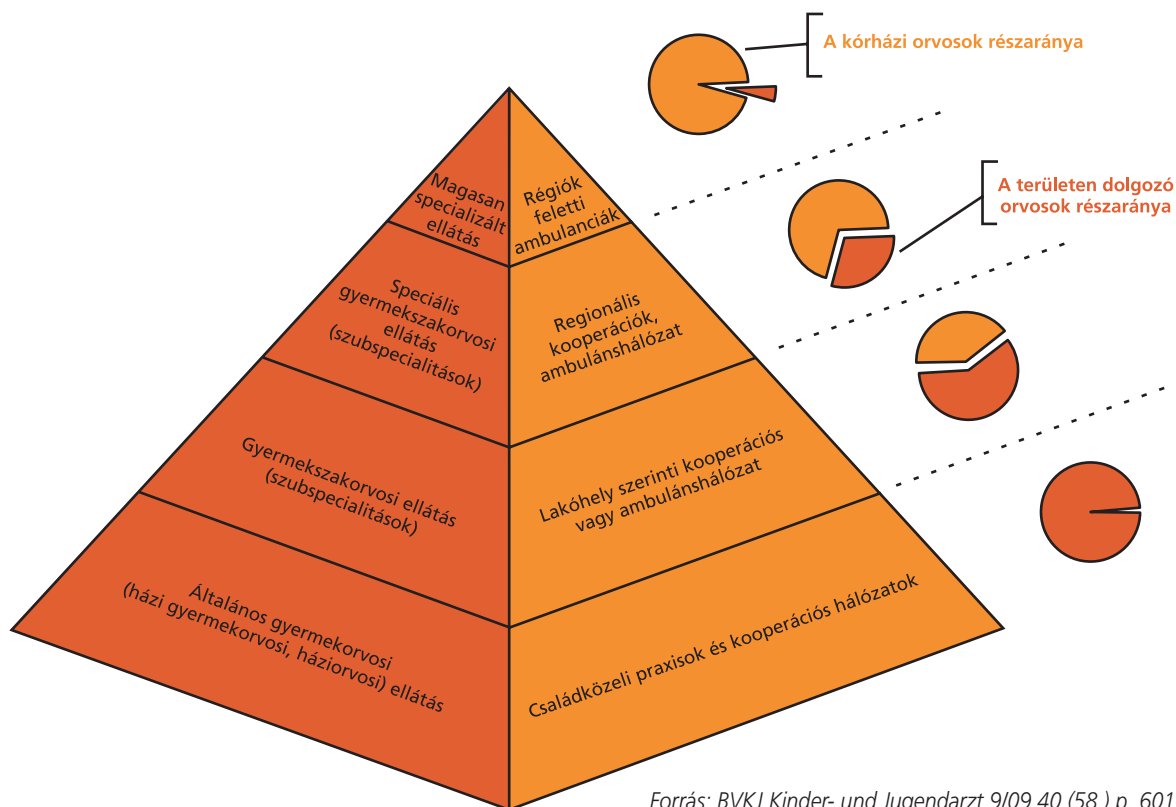 A kórházi orvosok részaránya
A területen dolgozó
orvosok részaránya
Magasan
specializált
ellátás
Régiók
feletti
ambulanciák
Speciális
gyermekszakorvosi
ellátás
(szubspecialitások)
Regionális
kooperációk,
ambulánshálózat
Gyermekszakorvosi ellátás
(szubspecialitások)
Lakóhely szerinti kooperációs
vagy ambulánshálózat
Általános gyermekorvosi
(házi gyermekorvosi, háziorvosi) ellátás
Családközeli praxisok és kooperációs hálózatok
Forrás: BVKJ Kinder- und Jugendarzt 9/09 40 (58.) p. 601